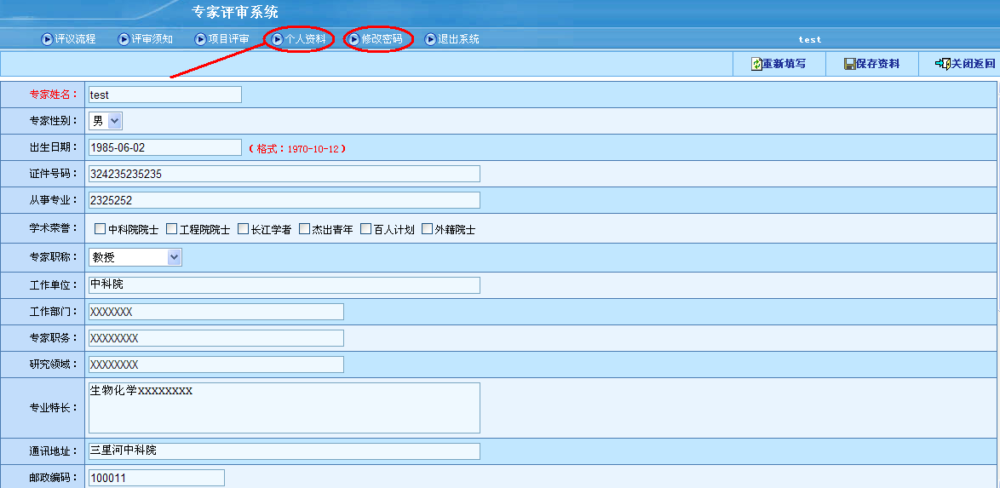 专家评审系统
评议流程 评审须知 项目评审 个人资料 修改密码 退出系统 test
重新填写 保存资料 关闭返回
专家姓名： test
专家性别： 男
出生日期： 1985-06-02 （格式：1970-10-12）
证件号码： 324235235235
从事专业： 2325252
学术荣誉： 中科院院士 工程院院士 长江学者 杰出青年 百人计划 外籍院士
专家职称： 教授
工作单位： 中科院
工作部门： XXXXXXX
专家职务： XXXXXXXX
研究领域： XXXXXXXX
专业特长： 生物化学XXXXXXXX
通讯地址： 三里河中科院
邮政编码： 100011